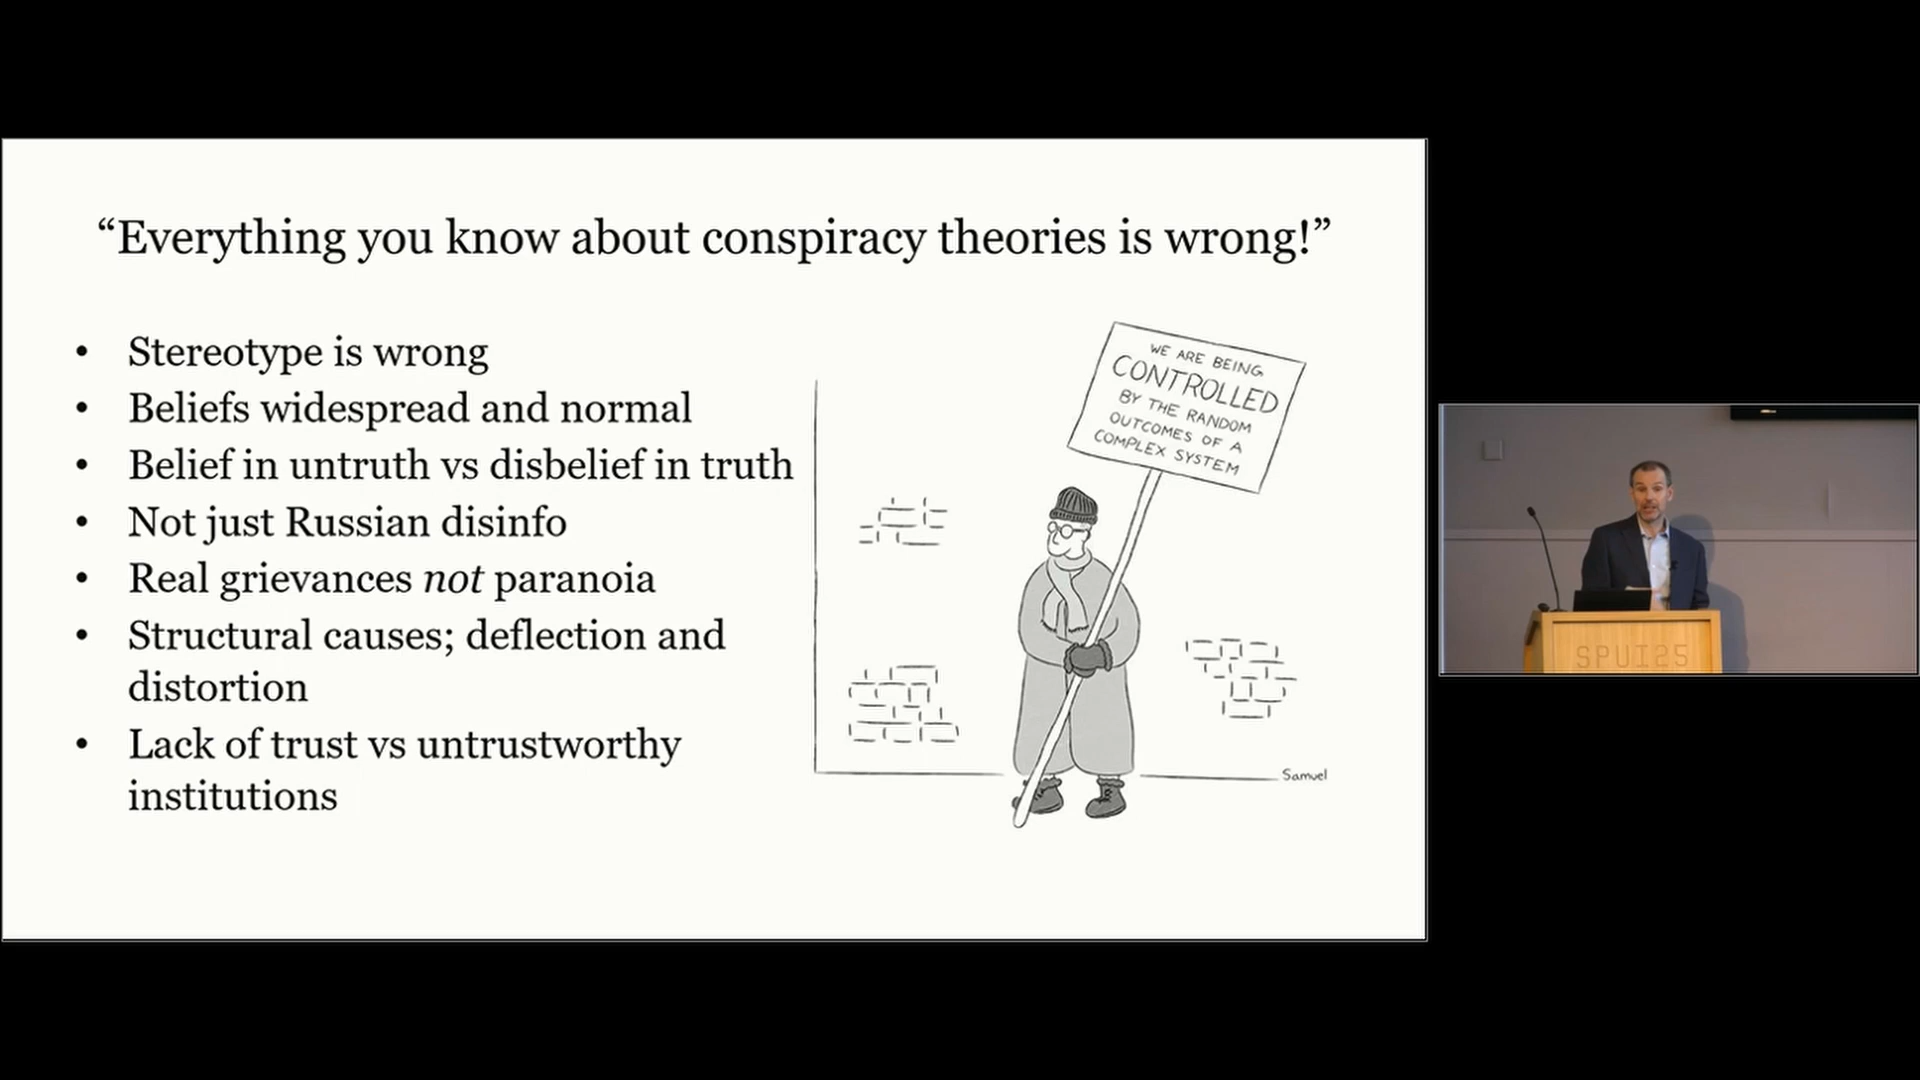 “Everything you know about conspiracy theories is wrong!”
• Stereotype is wrong
• Beliefs widespread and normal
• Belief in untruth vs disbelief in truth
• Not just Russian disinfo
• Real grievances not paranoia
• Structural causes; deflection and
distortion
• Lack of trust vs untrustworthy
institutions
WE ARE BEING
CONTROLLED
BY THE RANDOM
OUTCOMES OF A
COMPLEX SYSTEM
Samuel
SPUI25